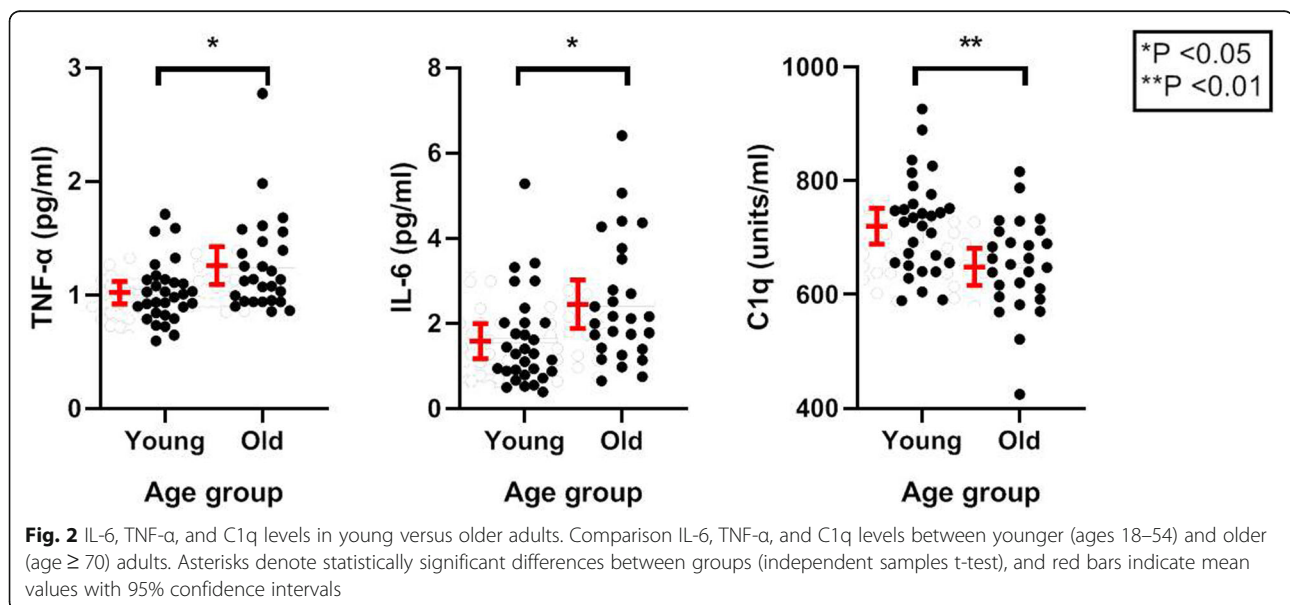 *
*
**
*P <0.05
**P <0.01
TNF-α (pg/ml)
3
2
1
0
Young Old
Age group
IL-6 (pg/ml)
8
6
4
2
0
Young Old
Age group
C1q (units/ml)
1000
800
600
400
Young Old
Age group
Fig. 2 IL-6, TNF-α, and C1q levels in young versus older adults. Comparison IL-6, TNF-α, and C1q levels between younger (ages 18–54) and older
(age ≥ 70) adults. Asterisks denote statistically significant differences between groups (independent samples t-test), and red bars indicate mean
values with 95% confidence intervals